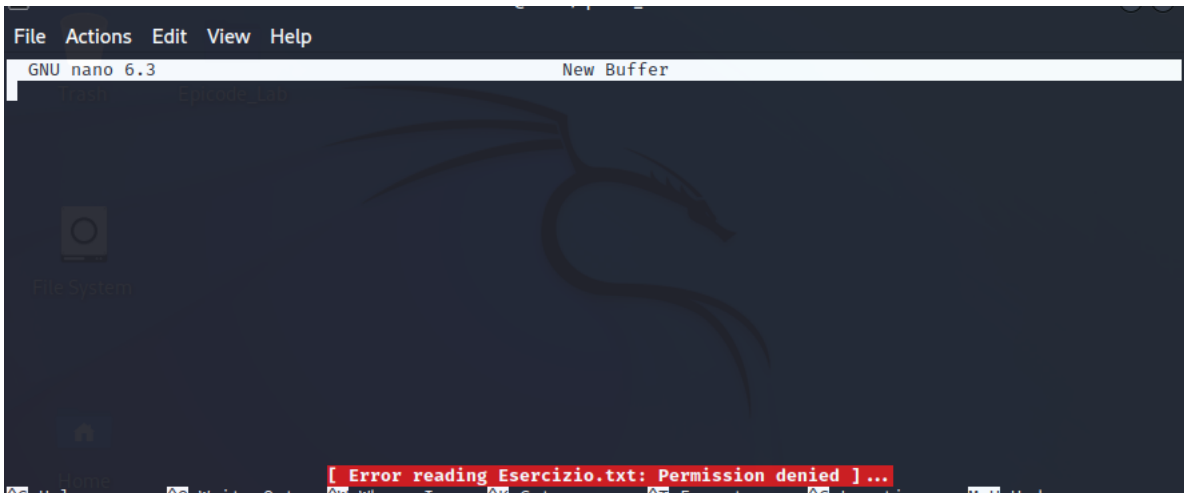 File Actions Edit View Help
GNU nano 6.3 New Buffer
Trash Epicode_Lab
File System
Home
[ Error reading Esercizio.txt: Permission denied ]...